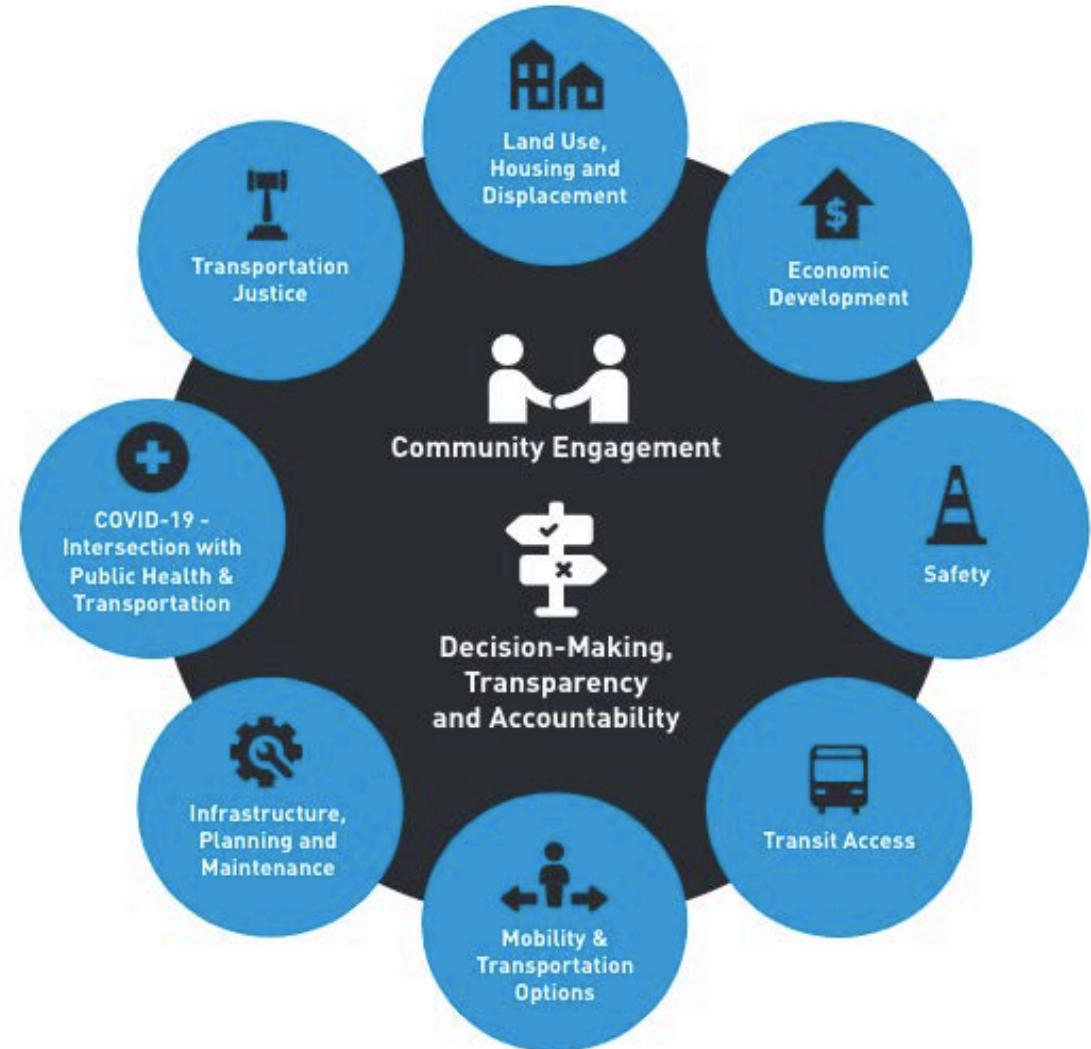 Land Use,
Housing and
Displacement
$
Economic
Development
Safety
Transit Access
Mobility &
Transportation
Options
Infrastructure,
Planning and
Maintenance
COVID-19 -
Intersection with
Public Health &
Transportation
Transportation
Justice
Community Engagement
Decision-Making,
Transparency
and Accountability